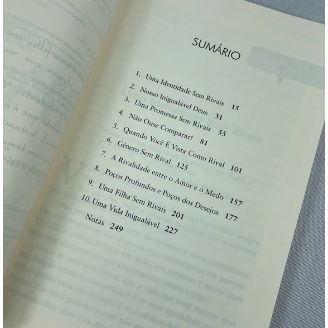 SUMÁRIO
1. Uma Identidade Sem Rivais 15
2. Nosso Inigualável Deus 31
3. Uma Promessa Sem Rivais 55
4. Não Ouse Comparar! 81
5. Quando Você É Vista Como Rival 101
6. Gênero Sem Rival 125
7. A Rivalidade entre o Amor e o Medo 157
8. Poços Profundos e Poços dos Desejos 177
9. Uma Filha Sem Rivais 201
10. Uma Vida Inigualável 227
Notas 249